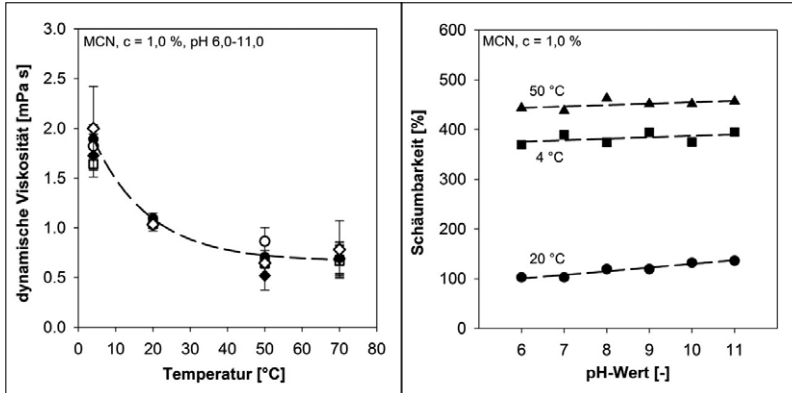 MCN, c = 1,0 %, pH 6,0-11,0
dynamische Viskosität [mPa s]
3.0
2.5
2.0
1.5
1.0
0.5
0.0
0 10 20 30 40 50 60 70 80
Temperatur [°C]
MCN, c = 1,0 %
Schäumbarkeit [%]
600
500
400
300
200
100
0
50 °C
4 °C
20 °C
6 7 8 9 10 11
pH-Wert [-]